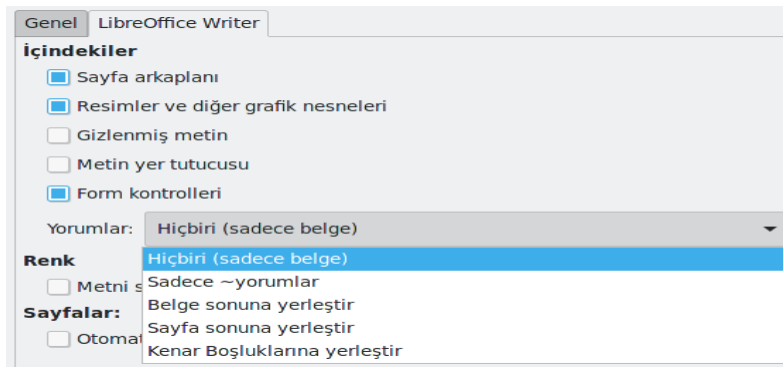 Genel LibreOffice Writer
İçindekiler
Sayfa arkaplanı
Resimler ve diğer grafik nesneleri
Gizlenmiş metin
Metin yer tutucusu
Form kontrolleri
Yorumlar: Hiçbiri (sadece belge)
Renk Hiçbiri (sadece belge)
Metni s Sadece ~yorumlar
Sayfalar: Belge sonuna yerleştir
Sayfa sonuna yerleştir
Otomat Kenar Boşluklarına yerleştir